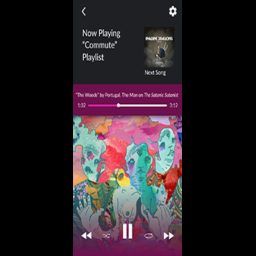 Now Playing
"Commute"
Playlist
IMAGINE DRAGONS
Next Song
"The Woods" by Portugal. The Man on The Satanic Satanist
1:02
3:12